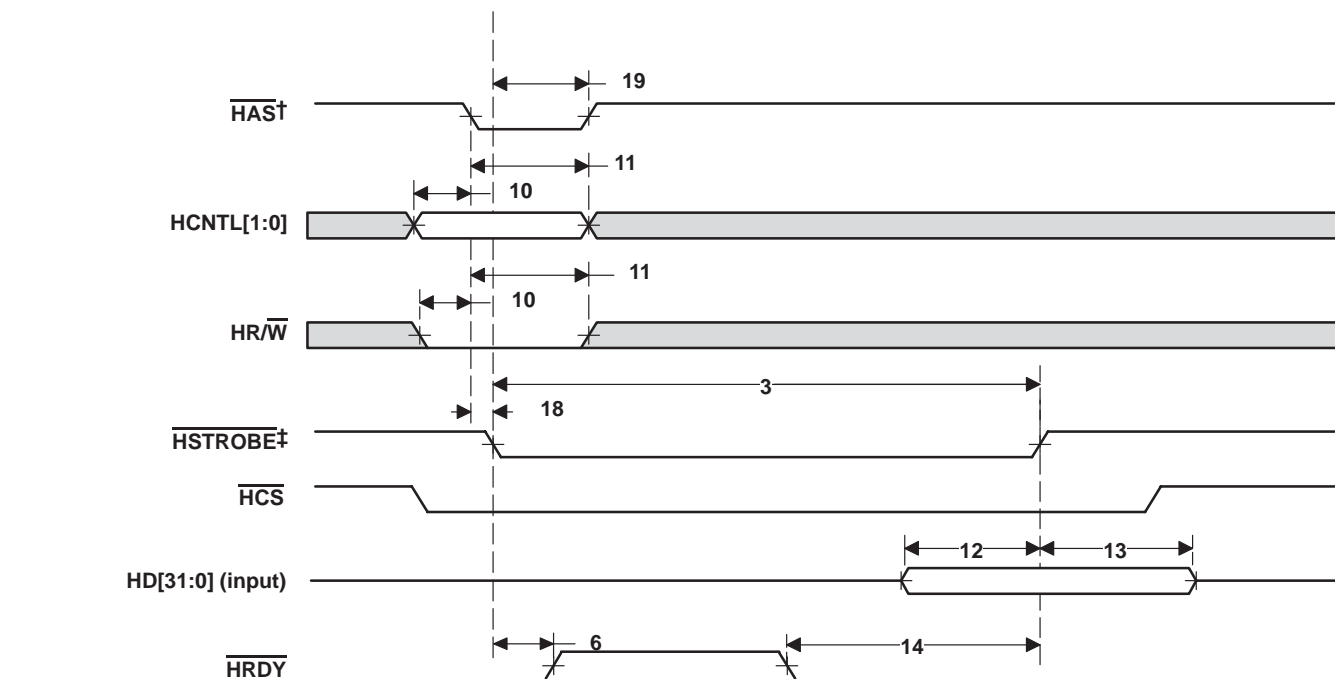 19
HAS†
11
10
HCNTL[1:0]
11
10
HR/W
3
18
HSTROBE‡
HCS
12
13
HD[31:0] (input)
6
14
HRDY